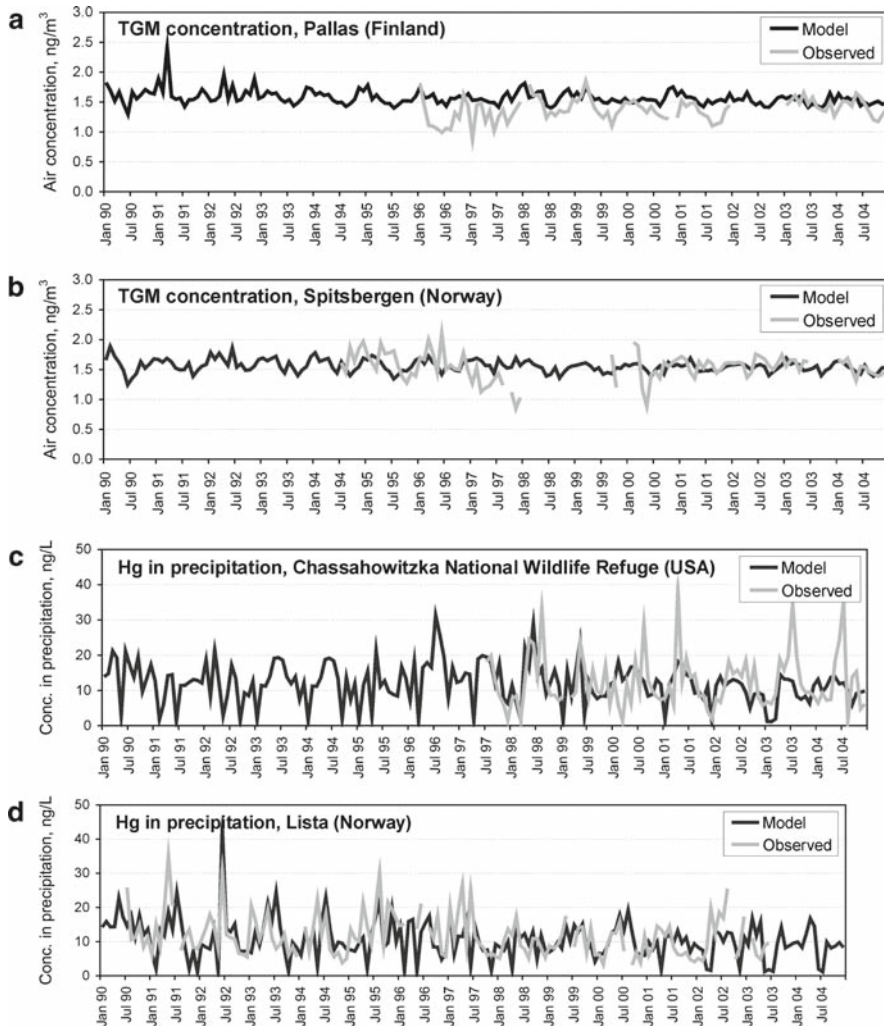 a
TGM concentration, Pallas (Finland)
Model
Observed
Air concentration, ng/m³
3.0
2.5
2.0
1.5
1.0
0.5
0.0
Jan 90
Jul 90
Jan 91
Jul 91
Jan 92
Jul 92
Jan 93
Jul 93
Jan 94
Jul 94
Jan 95
Jul 95
Jan 96
Jul 96
Jan 97
Jul 97
Jan 98
Jul 98
Jan 99
Jul 99
Jan 00
Jul 00
Jan 01
Jul 01
Jan 02
Jul 02
Jan 03
Jul 03
Jan 04
Jul 04
b
TGM concentration, Spitsbergen (Norway)
Model
Observed
Air concentration, ng/m³
3.0
2.5
2.0
1.5
1.0
0.5
0.0
Jan 90
Jul 90
Jan 91
Jul 91
Jan 92
Jul 92
Jan 93
Jul 93
Jan 94
Jul 94
Jan 95
Jul 95
Jan 96
Jul 96
Jan 97
Jul 97
Jan 98
Jul 98
Jan 99
Jul 99
Jan 00
Jul 00
Jan 01
Jul 01
Jan 02
Jul 02
Jan 03
Jul 03
Jan 04
Jul 04
c
Hg in precipitation, Chassahowitzka National Wildlife Refuge (USA)
Model
Observed
Conc. in precipitation, ng/L
50
40
30
20
10
0
Jan 90
Jul 90
Jan 91
Jul 91
Jan 92
Jul 92
Jan 93
Jul 93
Jan 94
Jul 94
Jan 95
Jul 95
Jan 96
Jul 96
Jan 97
Jul 97
Jan 98
Jul 98
Jan 99
Jul 99
Jan 00
Jul 00
Jan 01
Jul 01
Jan 02
Jul 02
Jan 03
Jul 03
Jan 04
Jul 04
d
Hg in precipitation, Lista (Norway)
Model
Observed
Conc. in precipitation, ng/L
50
40
30
20
10
0
Jan 90
Jul 90
Jan 91
Jul 91
Jan 92
Jul 92
Jan 93
Jul 93
Jan 94
Jul 94
Jan 95
Jul 95
Jan 96
Jul 96
Jan 97
Jul 97
Jan 98
Jul 98
Jan 99
Jul 99
Jan 00
Jul 00
Jan 01
Jul 01
Jan 02
Jul 02
Jan 03
Jul 03
Jan 04
Jul 04